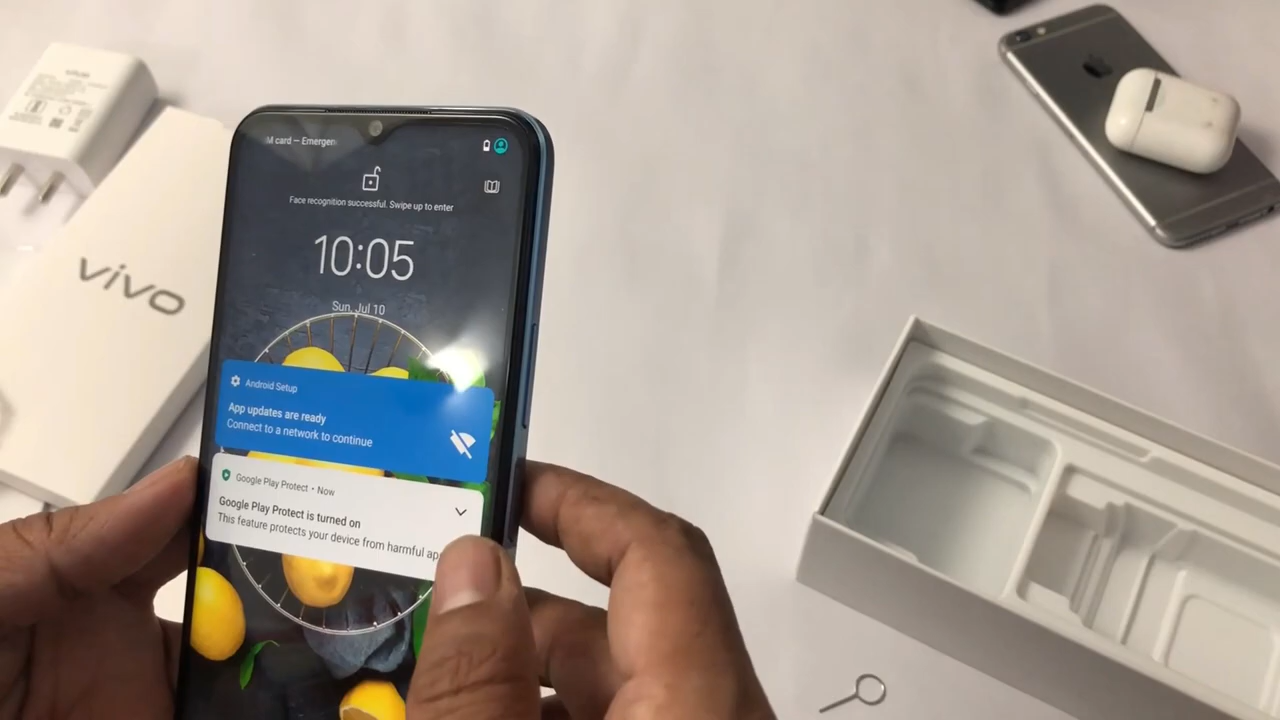 vivo
vivo
M card — Emergen
Face recognition successful. Swipe up to enter
10:05
Sun, Jul 10
Android Setup
App updates are ready
Connect to a network to continue
Google Play Protect • Now
Google Play Protect is turned on
This feature protects your device from harmful ap